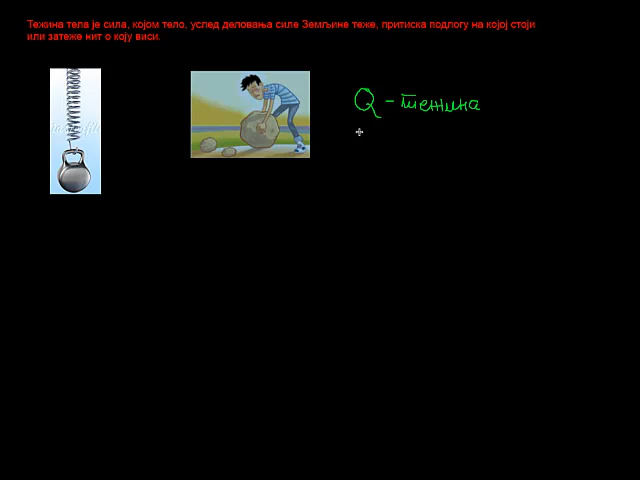 Тежина тела је сила, којом тело, услед деловања силе Земљине теже, притиска подлогу на којој стоји
или затеже нит о коју виси.
Q - тежина